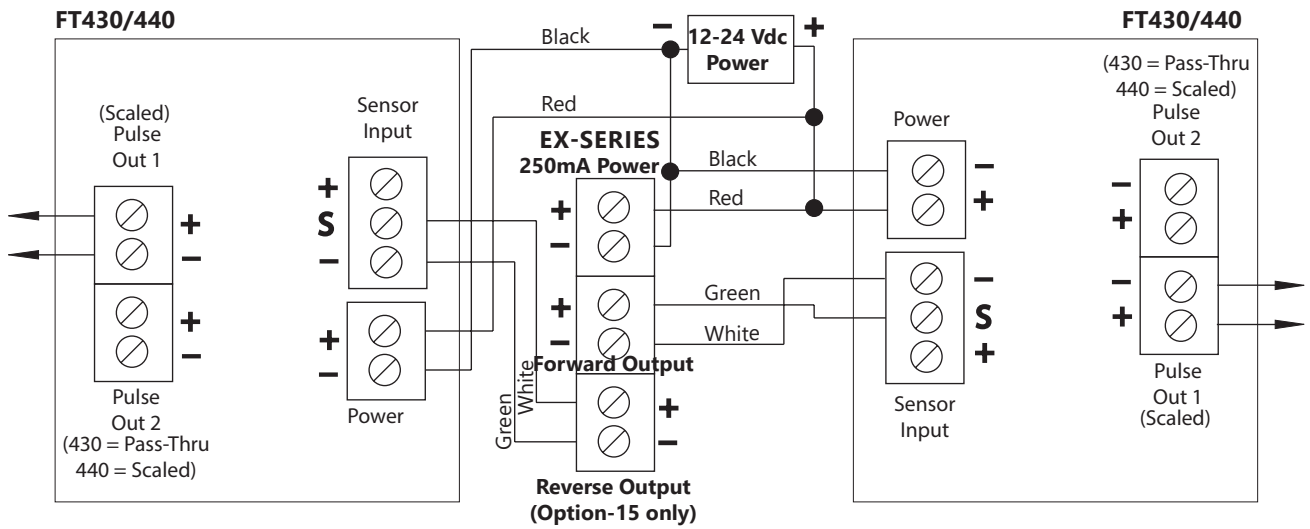 FT430/440
(Scaled)
Pulse
Out 1
+
−
+
−
Pulse
Out 2
(430 = Pass-Thru
440 = Scaled)
Sensor
Input
+
S
−
+
−
Power
Black
Red
White
Green
− 12-24 Vdc +
Power
EX-SERIES
250mA Power
+
−
+
−
Forward Output
+
−
Reverse Output
(Option-15 only)
Black
Red
Green
White
FT430/440
(430 = Pass-Thru
440 = Scaled)
Pulse
Out 2
Power
−
+
−
+
−
+
−
S
+
Sensor
Input
Pulse
Out 1
(Scaled)